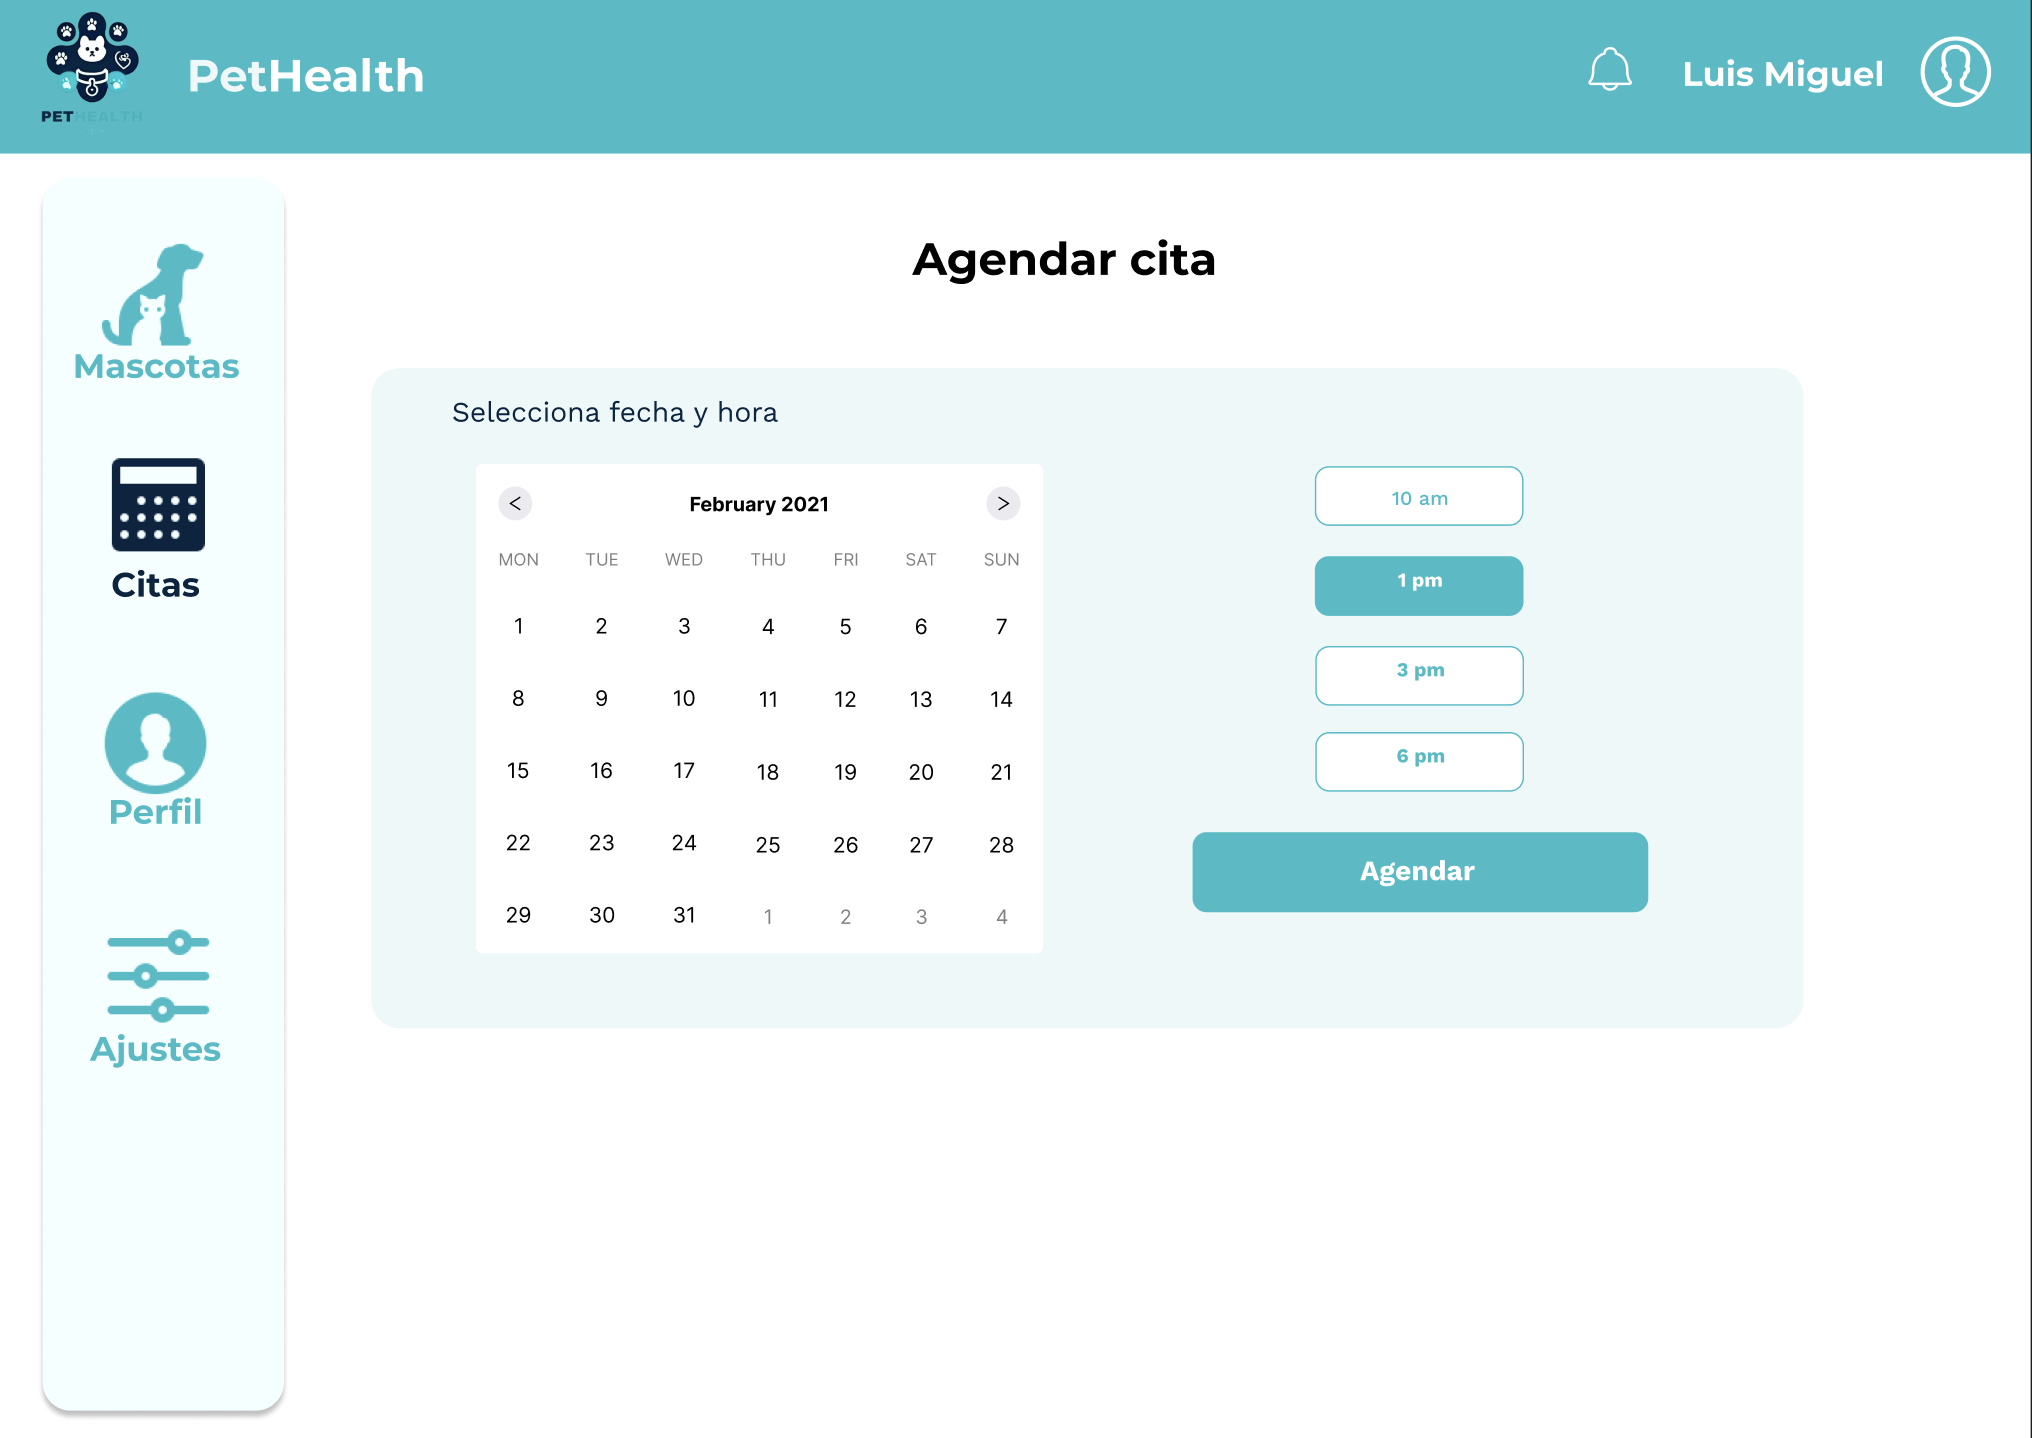 PETHEALTH
PetHealth
Luis Miguel
Mascotas
Citas
Perfil
Ajustes
Agendar cita
Selecciona fecha y hora
< February 2021 >
MON TUE WED THU FRI SAT SUN
1 2 3 4 5 6 7
8 9 10 11 12 13 14
15 16 17 18 19 20 21
22 23 24 25 26 27 28
29 30 31 1 2 3 4
10 am
1 pm
3 pm
6 pm
Agendar